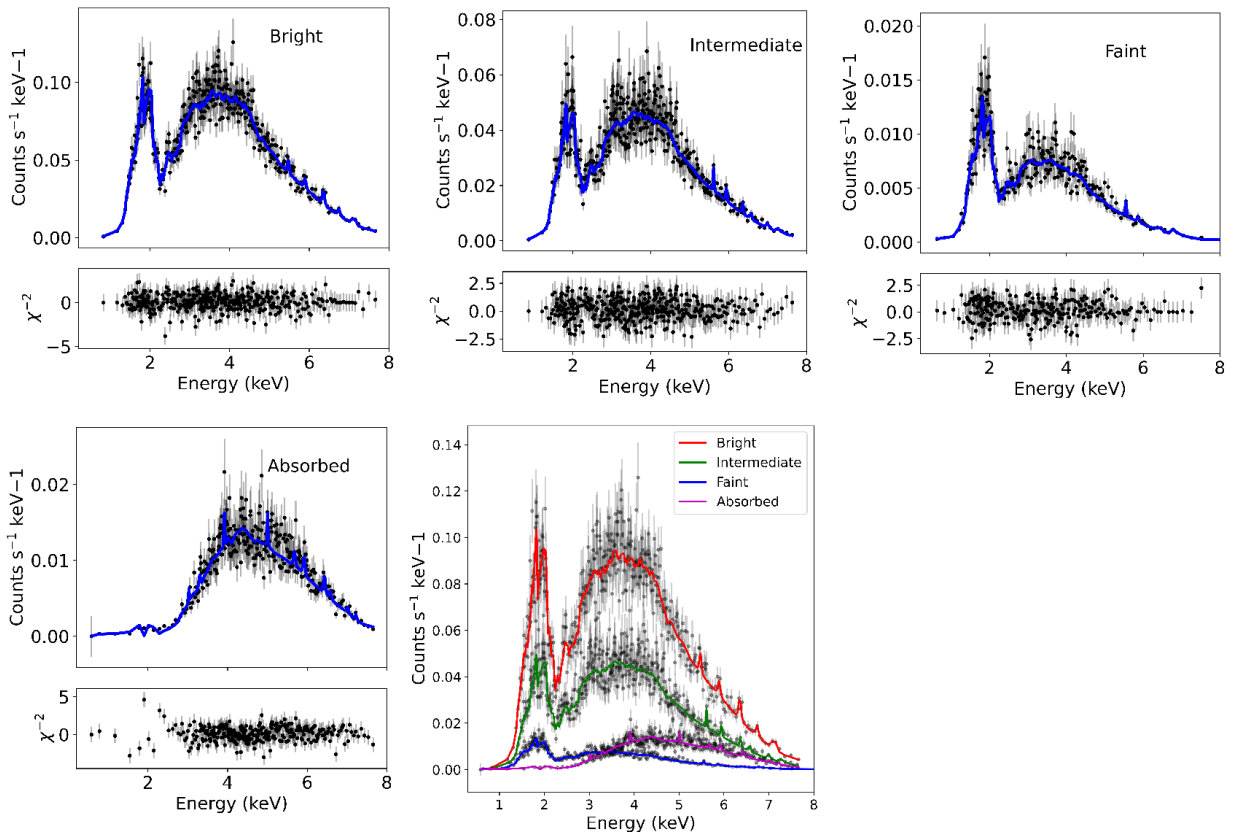 Bright
Counts s⁻¹ keV−1
0.10
0.05
0.00
χ⁻²
0
−5
2 4 6 8
Energy (keV)
Intermediate
Counts s⁻¹ keV−1
0.08
0.06
0.04
0.02
0.00
χ⁻²
2.5
0.0
−2.5
2 4 6 8
Energy (keV)
Faint
Counts s⁻¹ keV−1
0.020
0.015
0.010
0.005
0.000
χ⁻²
2.5
0.0
−2.5
2 4 6 8
Energy (keV)
Absorbed
Counts s⁻¹ keV−1
0.02
0.01
0.00
χ⁻²
5
0
2 4 6 8
Energy (keV)
Counts s⁻¹ keV−1
0.14
0.12
0.10
0.08
0.06
0.04
0.02
0.00
Bright
Intermediate
Faint
Absorbed
1 2 3 4 5 6 7 8
Energy (keV)